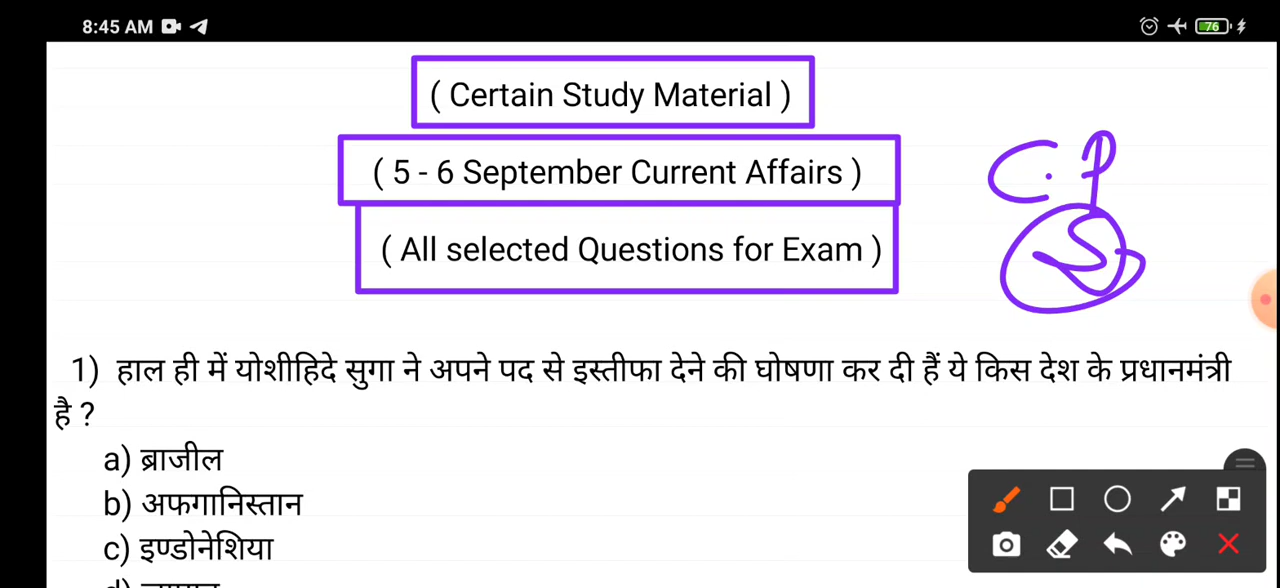 8:45 AM
76
( Certain Study Material )
( 5 - 6 September Current Affairs )
( All selected Questions for Exam )
1) हाल ही में योशीहिदे सुगा ने अपने पद से इस्तीफा देने की घोषणा कर दी हैं ये किस देश के प्रधानमंत्री
है ?
a) ब्राजील
b) अफगानिस्तान
c) इण्डोनेशिया